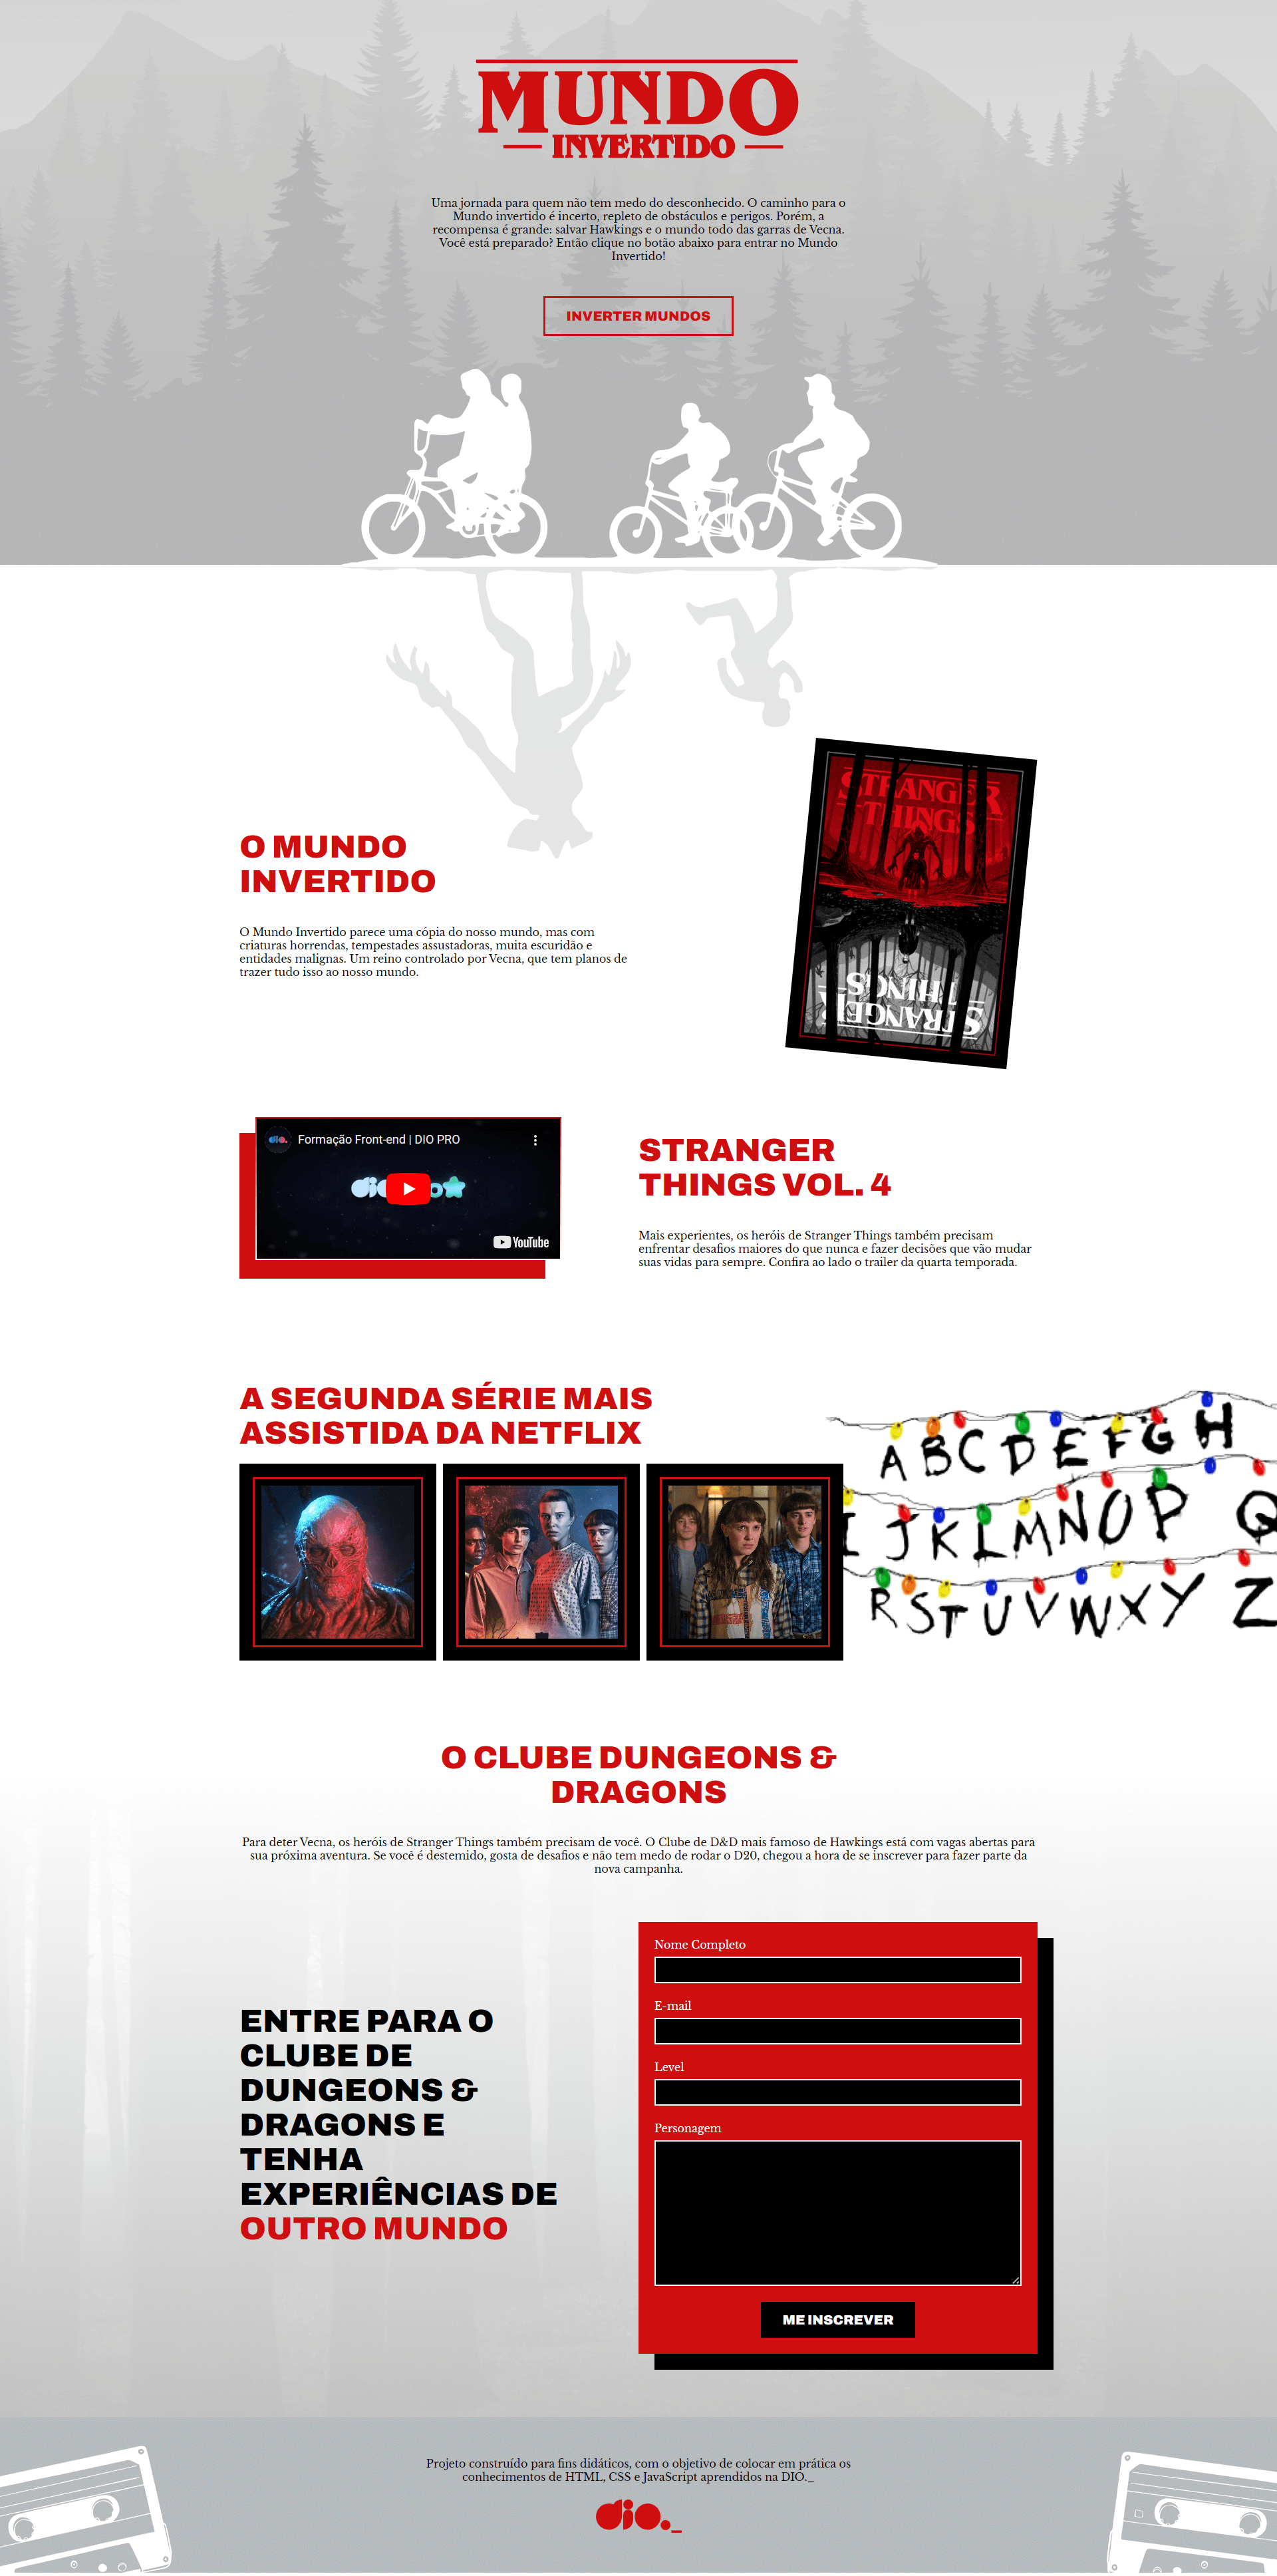 MUNDO
INVERTIDO
Uma jornada para quem não tem medo do desconhecido. O caminho para o
Mundo invertido é incerto, repleto de obstáculos e perigos. Porém, a
recompensa é grande: salvar Hawkings e o mundo todo das garras de Vecna.
Você está preparado? Então clique no botão abaixo para entrar no Mundo
Invertido!
INVERTER MUNDOS
STRANGER
THINGS
THINGS
STRANGER
O MUNDO
INVERTIDO
O Mundo Invertido parece uma cópia do nosso mundo, mas com
criaturas horrendas, tempestades assustadoras, muita escuridão e
entidades malignas. Um reino controlado por Vecna, que tem planos de
trazer tudo isso ao nosso mundo.
dio. Formação Front-end | DIO PRO
YouTube
STRANGER
THINGS VOL. 4
Mais experientes, os heróis de Stranger Things também precisam
enfrentar desafios maiores do que nunca e fazer decisões que vão mudar
suas vidas para sempre. Confira ao lado o trailer da quarta temporada.
A SEGUNDA SÉRIE MAIS
ASSISTIDA DA NETFLIX
A B C D E F G H
I J K L M N O P Q
R S T U V W X Y Z
O CLUBE DUNGEONS &
DRAGONS
Para deter Vecna, os heróis de Stranger Things também precisam de você. O Clube de D&D mais famoso de Hawkings está com vagas abertas para
sua próxima aventura. Se você é destemido, gosta de desafios e não tem medo de rodar o D20, chegou a hora de se inscrever para fazer parte da
nova campanha.
ENTRE PARA O
CLUBE DE
DUNGEONS &
DRAGONS E
TENHA
EXPERIÊNCIAS DE
OUTRO MUNDO
Nome Completo
E-mail
Level
Personagem
ME INSCREVER
Projeto construído para fins didáticos, com o objetivo de colocar em prática os
conhecimentos de HTML, CSS e JavaScript aprendidos na DIO._
dio._